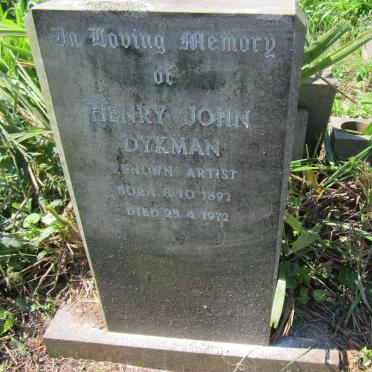 In Loving Memory
of
HENRY JOHN
DYKMAN
RENOWN ARTIST
BORN 8.10.1892
DIED 23.4.1972